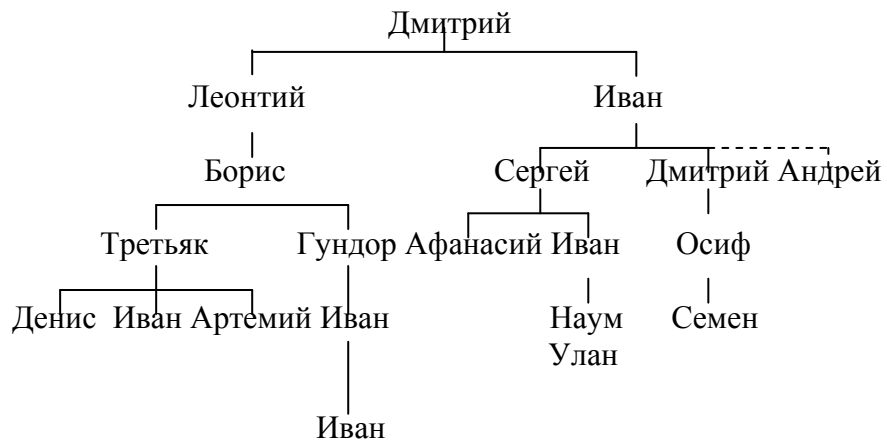 Дмитрий
Леонтий Иван
Борис Сергей Дмитрий Андрей
Третьяк Гундор Афанасий Иван Осиф
Денис Иван Артемий Иван Наум Семен
Улан
Иван